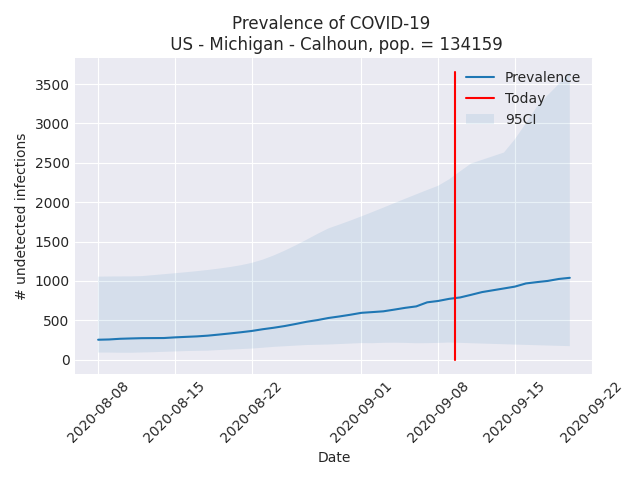 Prevalence of COVID-19
US - Michigan - Calhoun, pop. = 134159
Prevalence
Today
95CI
3500
3000
2500
2000
1500
1000
500
0
# undetected infections
2020-08-08
2020-08-15
2020-08-22
2020-09-01
2020-09-08
2020-09-15
2020-09-22
Date